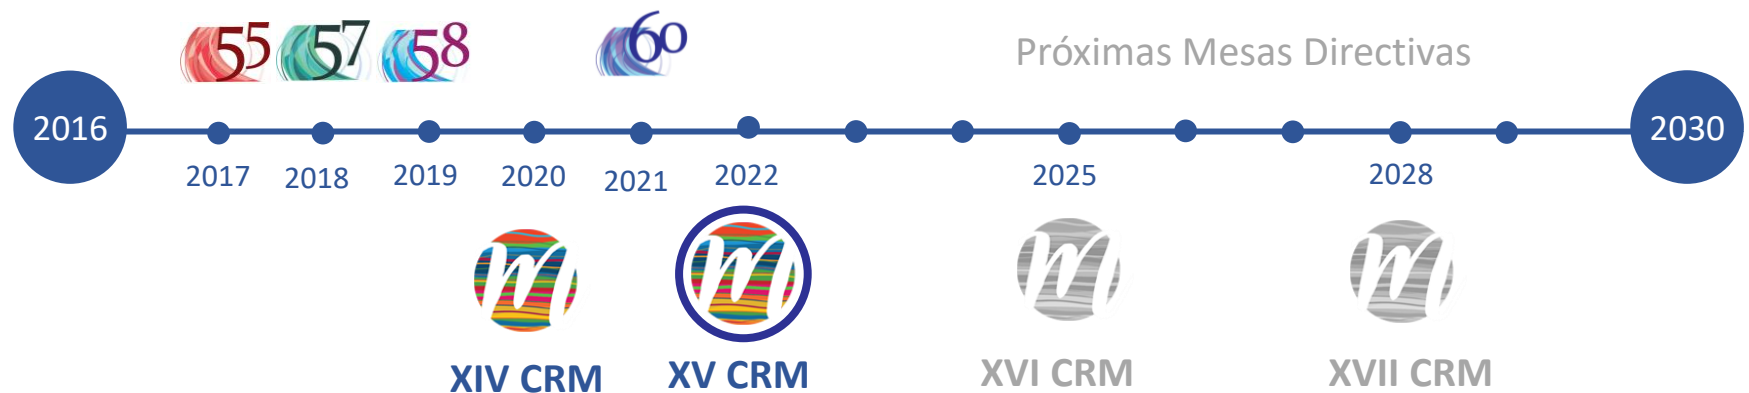 55 57 58 60
Próximas Mesas Directivas
2016 2030
2017 2018 2019 2020 2021 2022 2025 2028
m m m m
XIV CRM XV CRM XVI CRM XVII CRM